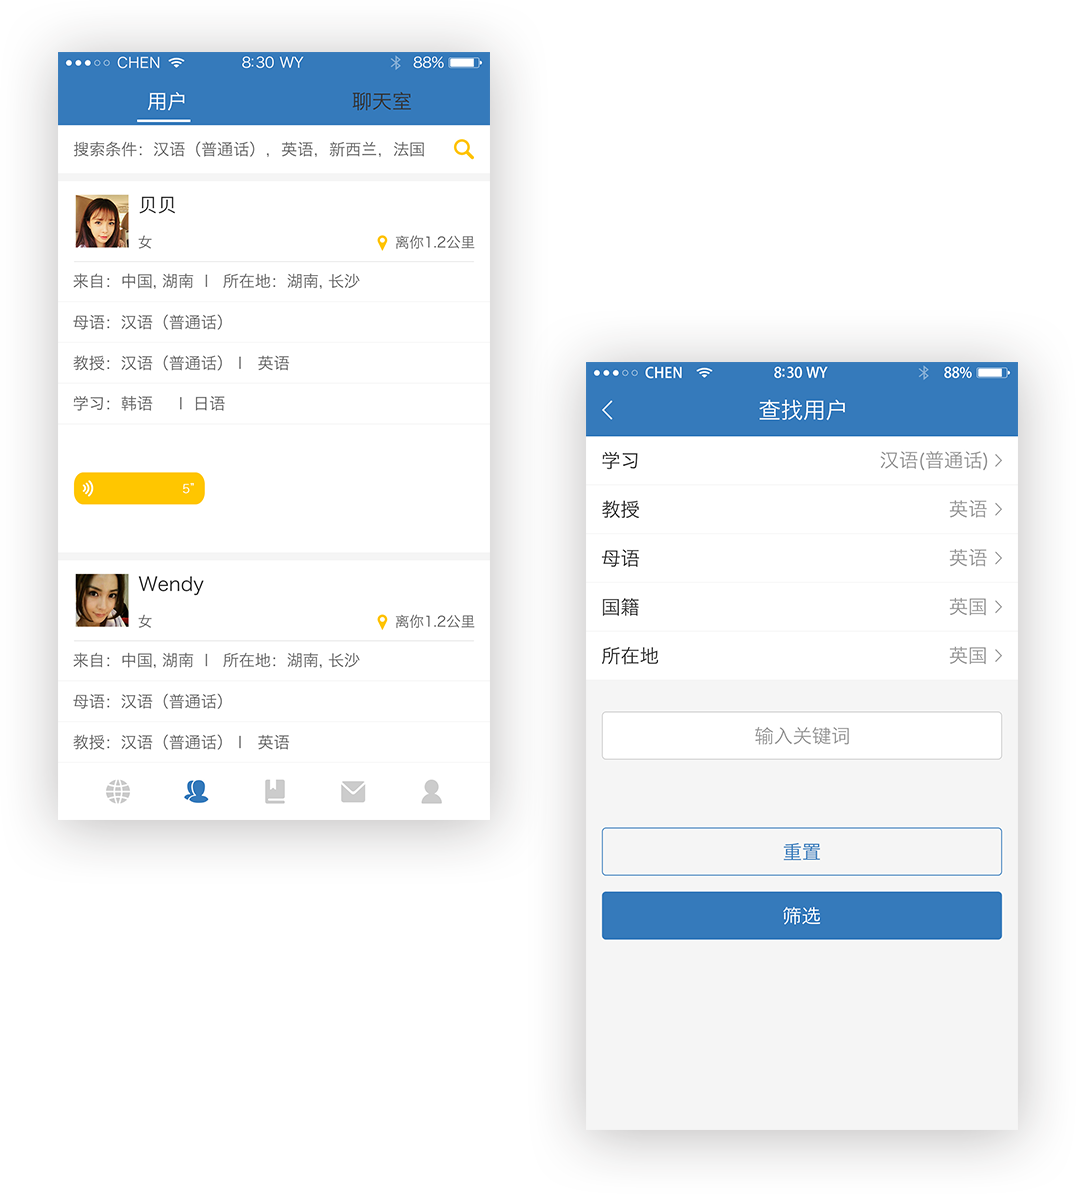 CHEN 8:30 WY 88%
用户 聊天室
搜索条件：汉语（普通话），英语，新西兰，法国
贝贝
女 离你1.2公里
来自：中国, 湖南 | 所在地：湖南, 长沙
母语：汉语（普通话）
教授：汉语（普通话） | 英语
学习：韩语 | 日语
5"
Wendy
女 离你1.2公里
来自：中国, 湖南 | 所在地：湖南, 长沙
母语：汉语（普通话）
教授：汉语（普通话） | 英语
CHEN 8:30 WY 88%
查找用户
学习 汉语(普通话)
教授 英语
母语 英语
国籍 英国
所在地 英国
输入关键词
重置
筛选